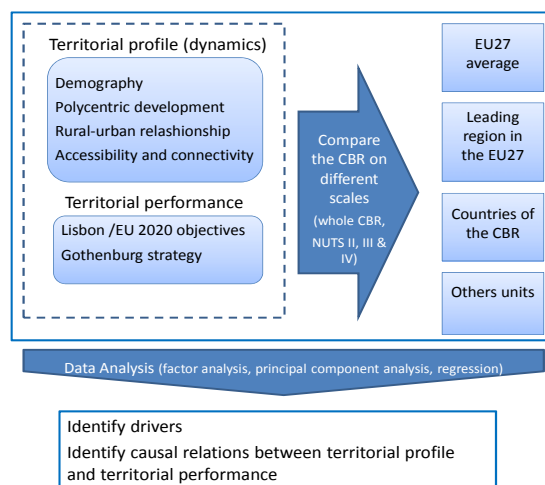 Territorial profile (dynamics)
Demography
Polycentric development
Rural-urban relashionship
Accessibility and connectivity
Territorial performance
Lisbon /EU 2020 objectives
Gothenburg strategy
Compare
the CBR on
different
scales
(whole CBR,
NUTS II, III &
IV)
EU27
average
Leading
region in
the EU27
Countries of
the CBR
Others units
Data Analysis (factor analysis, principal component analysis, regression)
Identify drivers
Identify causal relations between territorial profile
and territorial performance